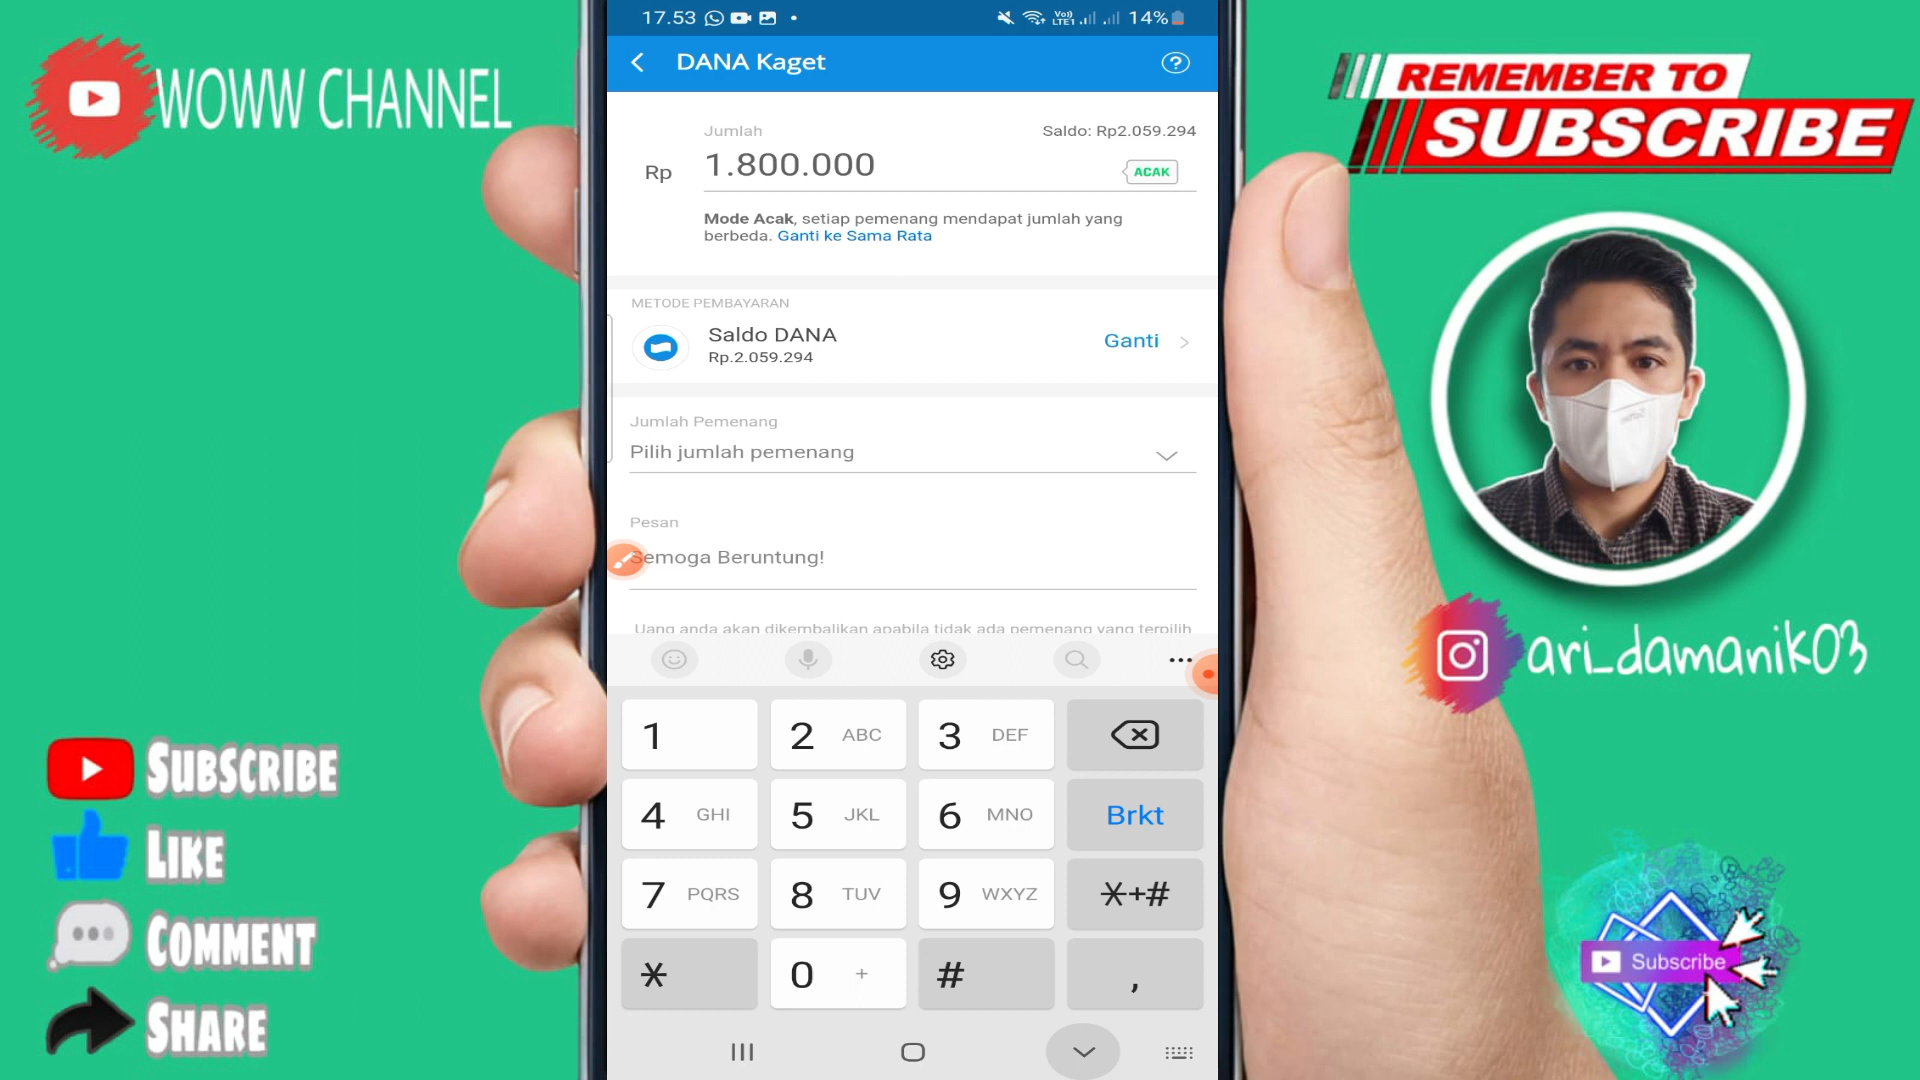 WOWW CHANNEL
17.53
Vo))
LTE1
14%
DANA Kaget
?
Jumlah
Saldo: Rp2.059.294
Rp
1.800.000
ACAK
Mode Acak, setiap pemenang mendapat jumlah yang
berbeda. Ganti ke Sama Rata
METODE PEMBAYARAN
Saldo DANA
Rp.2.059.294
Ganti
Jumlah Pemenang
Pilih jumlah pemenang
Pesan
Semoga Beruntung!
Uang anda akan dikembalikan apabila tidak ada pemenang yang terpilih
1
2 ABC
3 DEF
4 GHI
5 JKL
6 MNO
Brkt
7 PQRS
8 TUV
9 WXYZ
*+#
*
0 +
#
,
SUBSCRIBE
LIKE
COMMENT
SHARE
REMEMBER TO
SUBSCRIBE
ari_damanik03
Subscribe